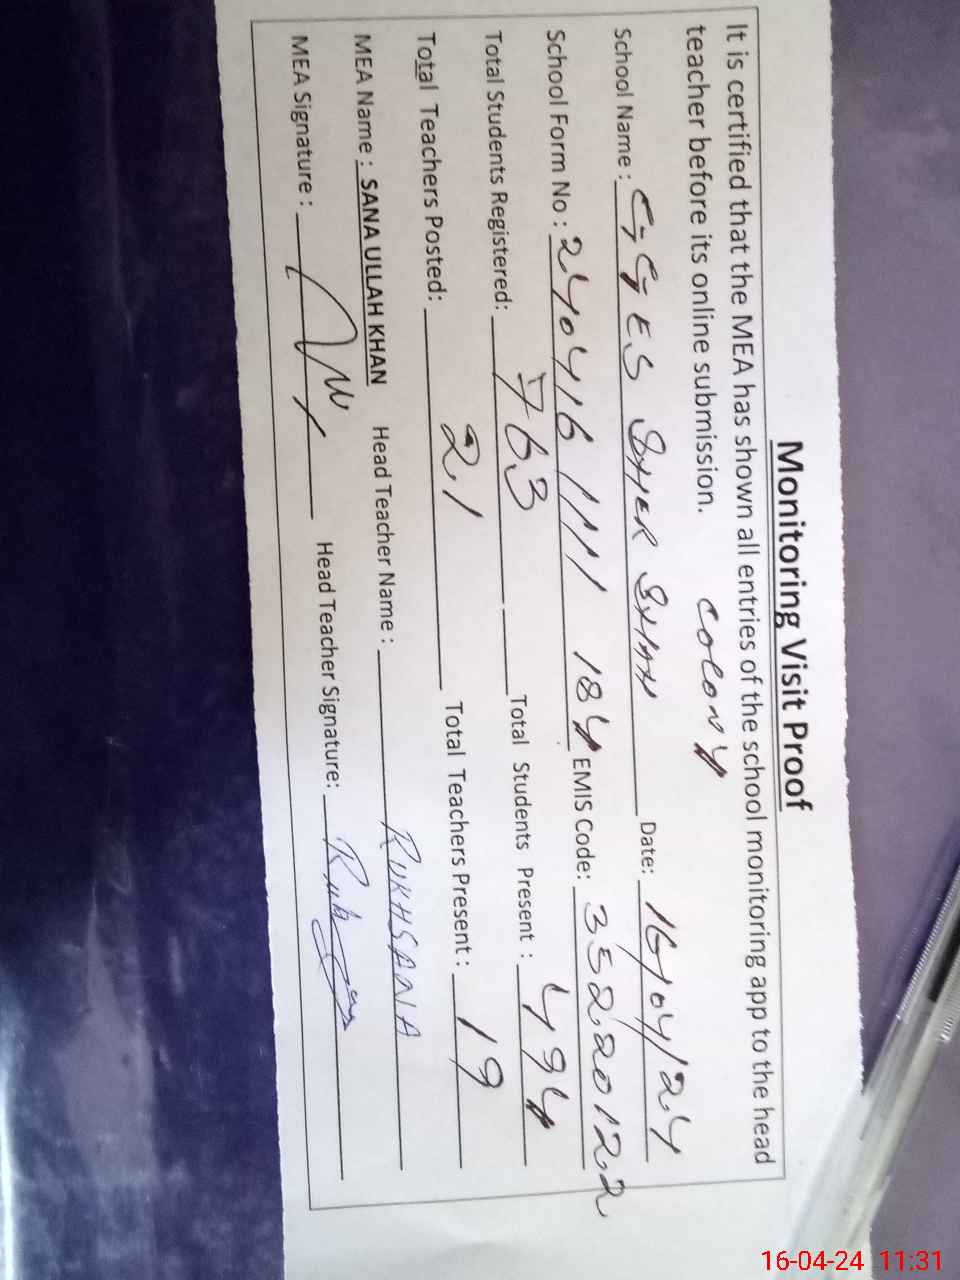 Monitoring Visit Proof
It is certified that the MEA has shown all entries of the school monitoring app to the head
teacher before its online submission.
COLONY
School Name : GGES SHER SHAH Date: 16/04/24
School Form No : 240416 1111 184 EMIS Code: 35220122
Total Students Registered: 763 Total Students Present : 494
Total Teachers Posted: 21 Total Teachers Present : 19
MEA Name : SANA ULLAH KHAN Head Teacher Name : RUKHSANA
MEA Signature : Head Teacher Signature:
16-04-24 11:31